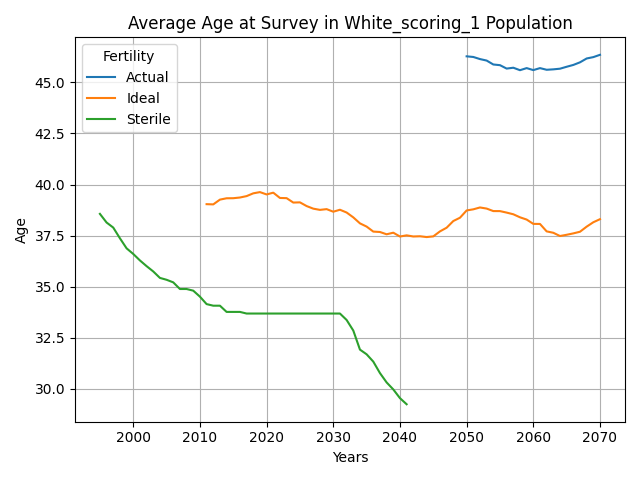 Average Age at Survey in White_scoring_1 Population
Fertility
Actual
Ideal
Sterile
45.0
42.5
40.0
37.5
35.0
32.5
30.0
Age
2000 2010 2020 2030 2040 2050 2060 2070
Years